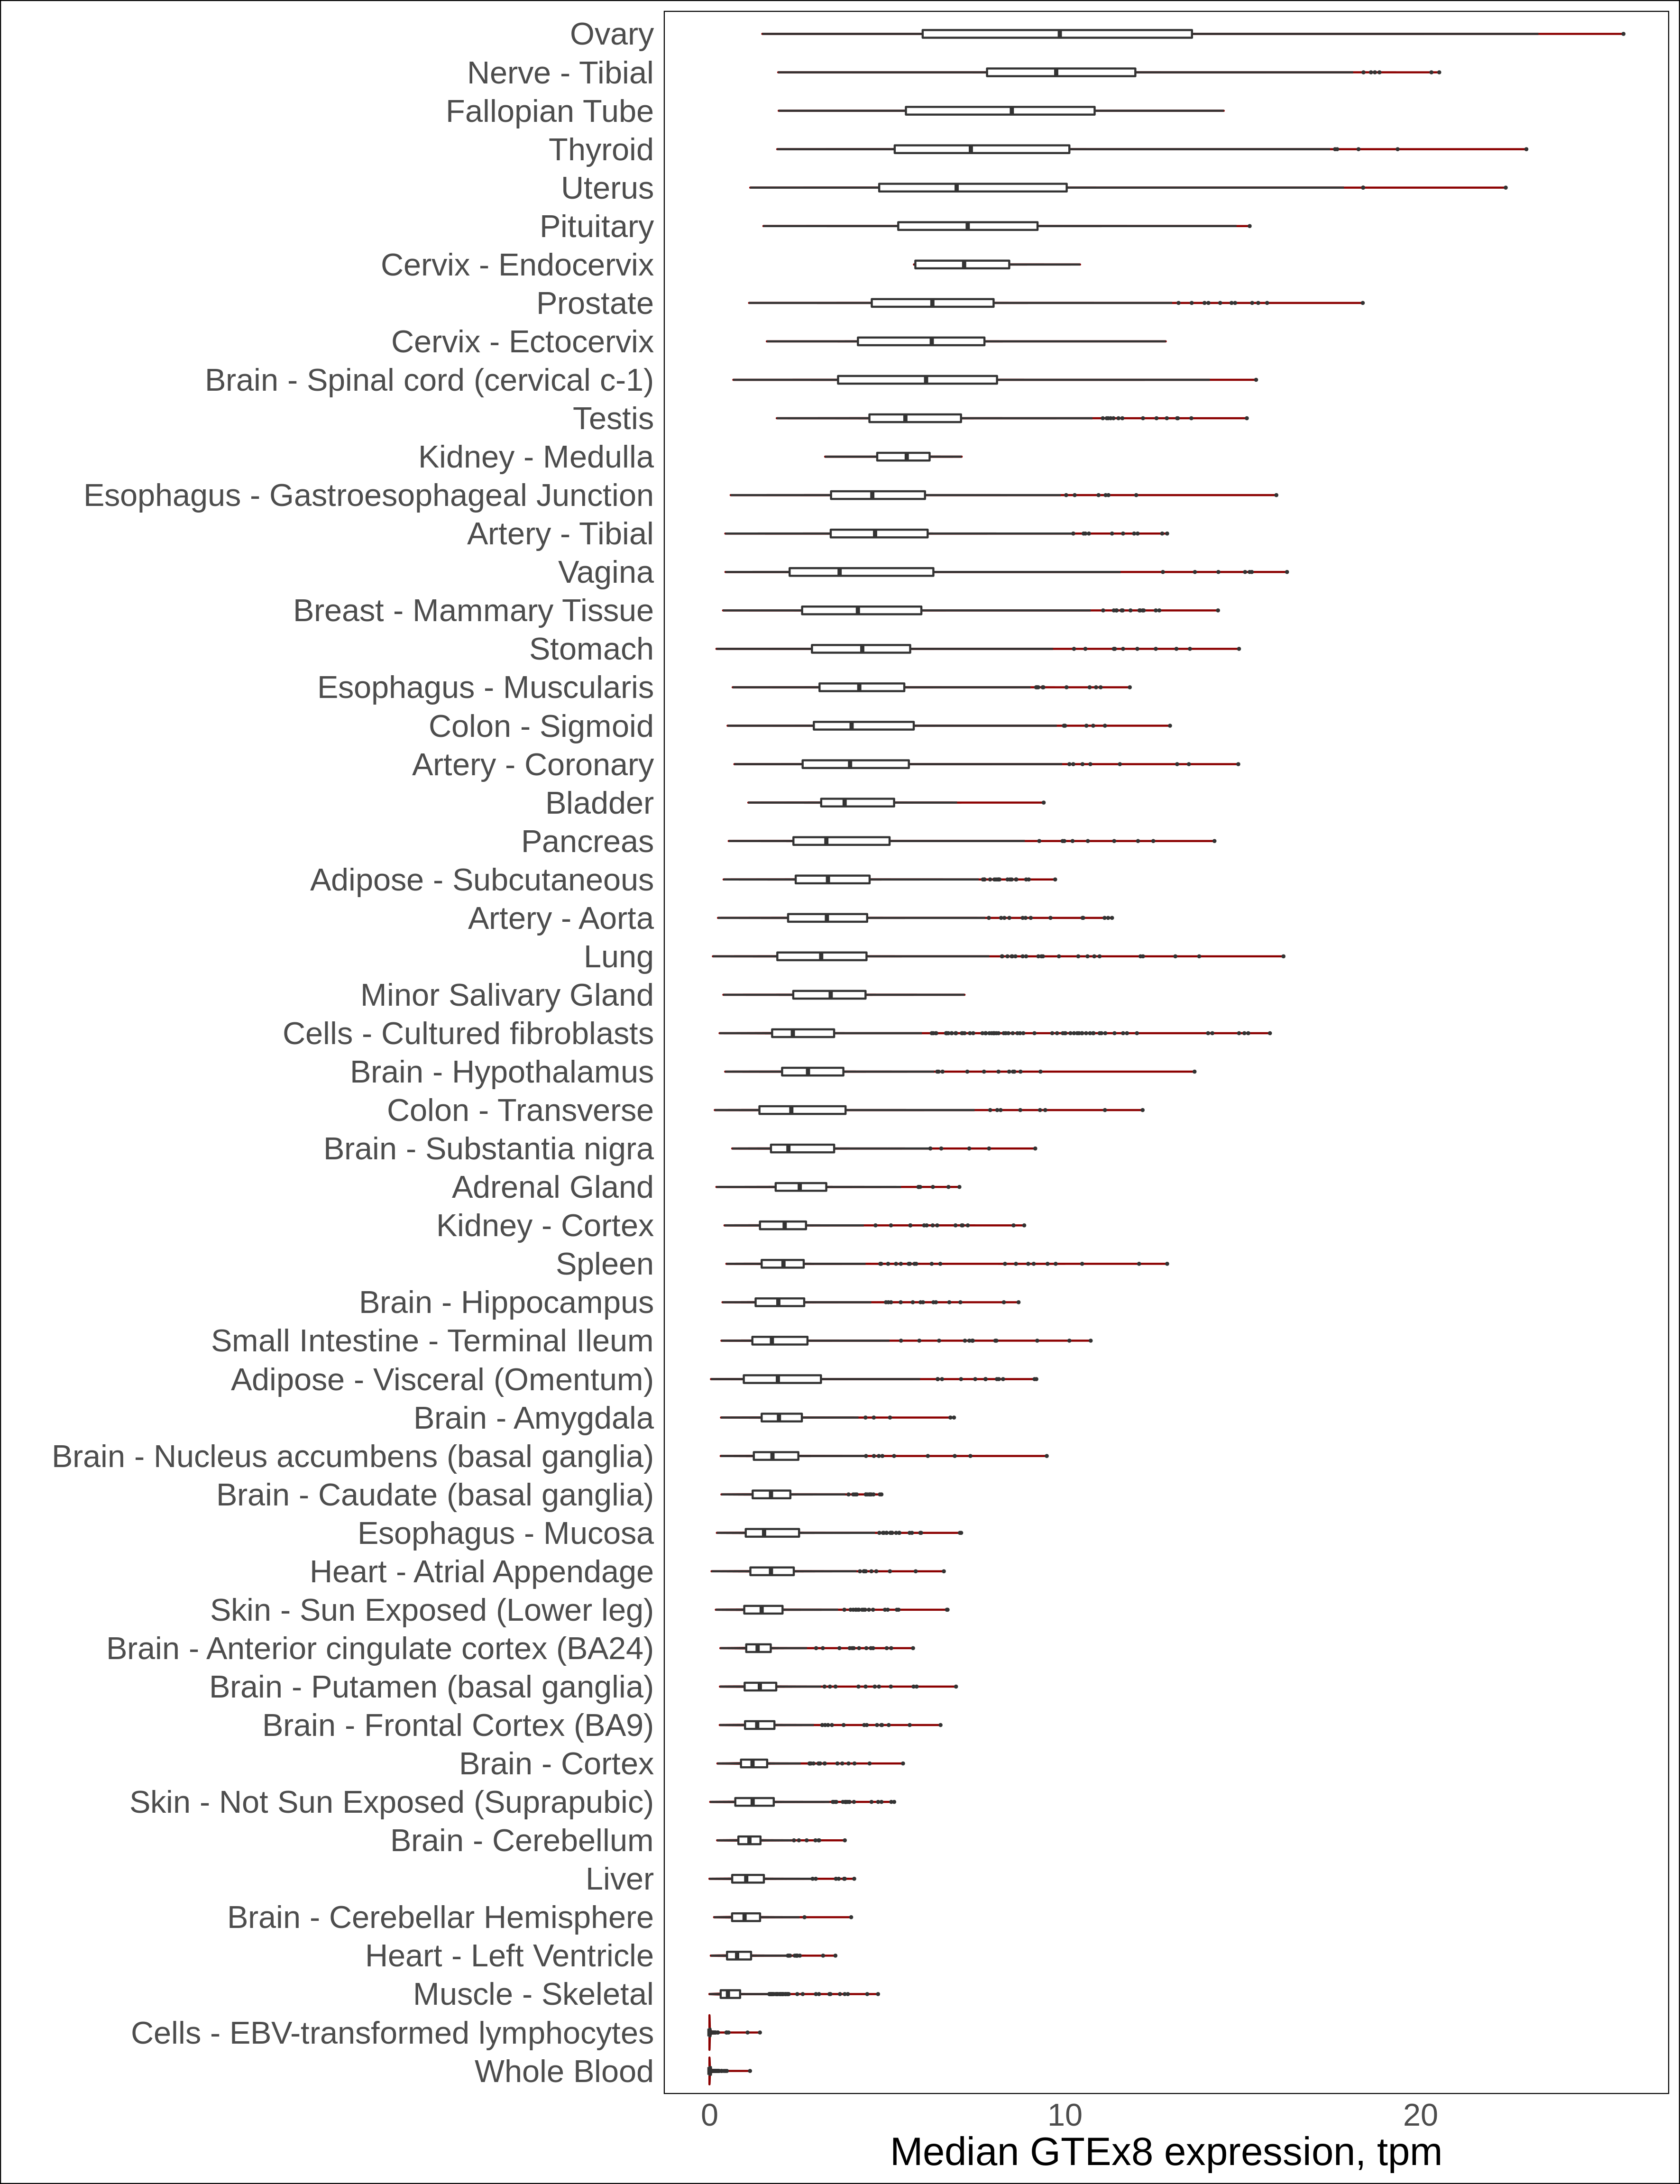 Ovary
Nerve - Tibial
Fallopian Tube
Thyroid
Uterus
Pituitary
Cervix - Endocervix
Prostate
Cervix - Ectocervix
Brain - Spinal cord (cervical c-1)
Testis
Kidney - Medulla
Esophagus - Gastroesophageal Junction
Artery - Tibial
Vagina
Breast - Mammary Tissue
Stomach
Esophagus - Muscularis
Colon - Sigmoid
Artery - Coronary
Bladder
Pancreas
Adipose - Subcutaneous
Artery - Aorta
Lung
Minor Salivary Gland
Cells - Cultured fibroblasts
Brain - Hypothalamus
Colon - Transverse
Brain - Substantia nigra
Adrenal Gland
Kidney - Cortex
Spleen
Brain - Hippocampus
Small Intestine - Terminal Ileum
Adipose - Visceral (Omentum)
Brain - Amygdala
Brain - Nucleus accumbens (basal ganglia)
Brain - Caudate (basal ganglia)
Esophagus - Mucosa
Heart - Atrial Appendage
Skin - Sun Exposed (Lower leg)
Brain - Anterior cingulate cortex (BA24)
Brain - Putamen (basal ganglia)
Brain - Frontal Cortex (BA9)
Brain - Cortex
Skin - Not Sun Exposed (Suprapubic)
Brain - Cerebellum
Liver
Brain - Cerebellar Hemisphere
Heart - Left Ventricle
Muscle - Skeletal
Cells - EBV-transformed lymphocytes
Whole Blood
0 10 20
Median GTEx8 expression, tpm